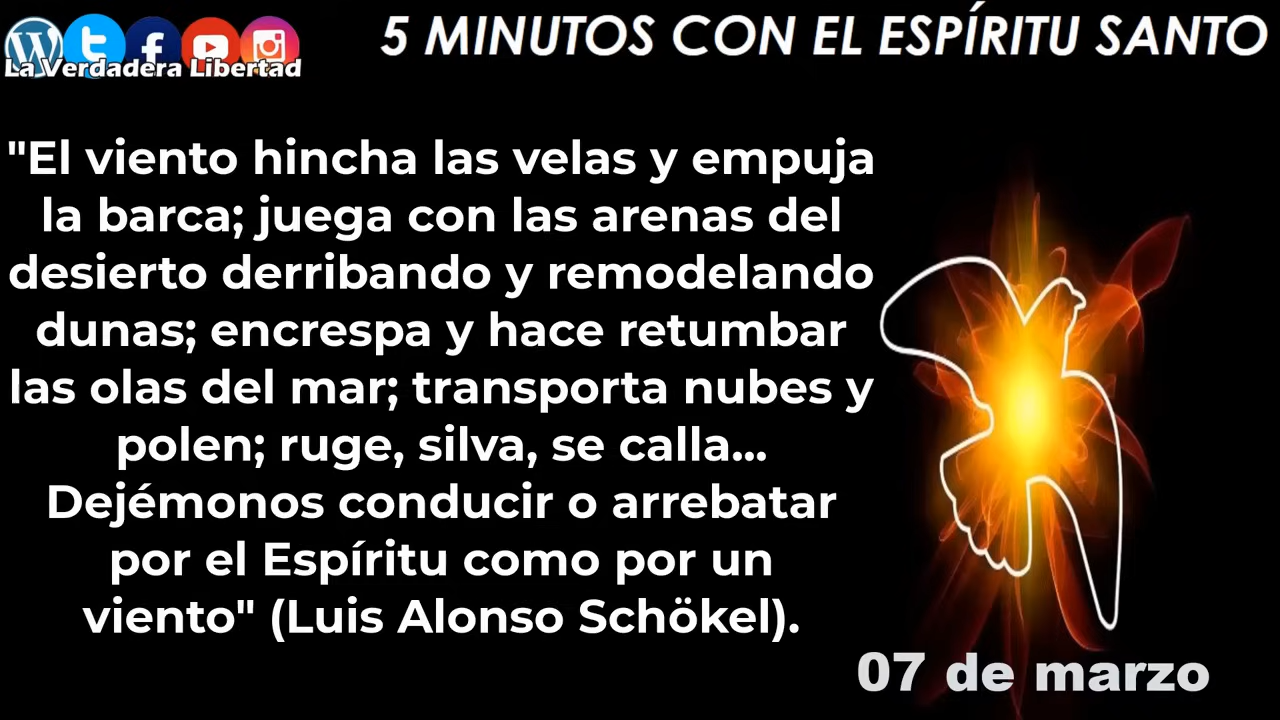 La Verdadera Libertad
5 MINUTOS CON EL ESPÍRITU SANTO
"El viento hincha las velas y empuja
la barca; juega con las arenas del
desierto derribando y remodelando
dunas; encrespa y hace retumbar
las olas del mar; transporta nubes y
polen; ruge, silva, se calla...
Dejémonos conducir o arrebatar
por el Espíritu como por un
viento" (Luis Alonso Schökel).
07 de marzo